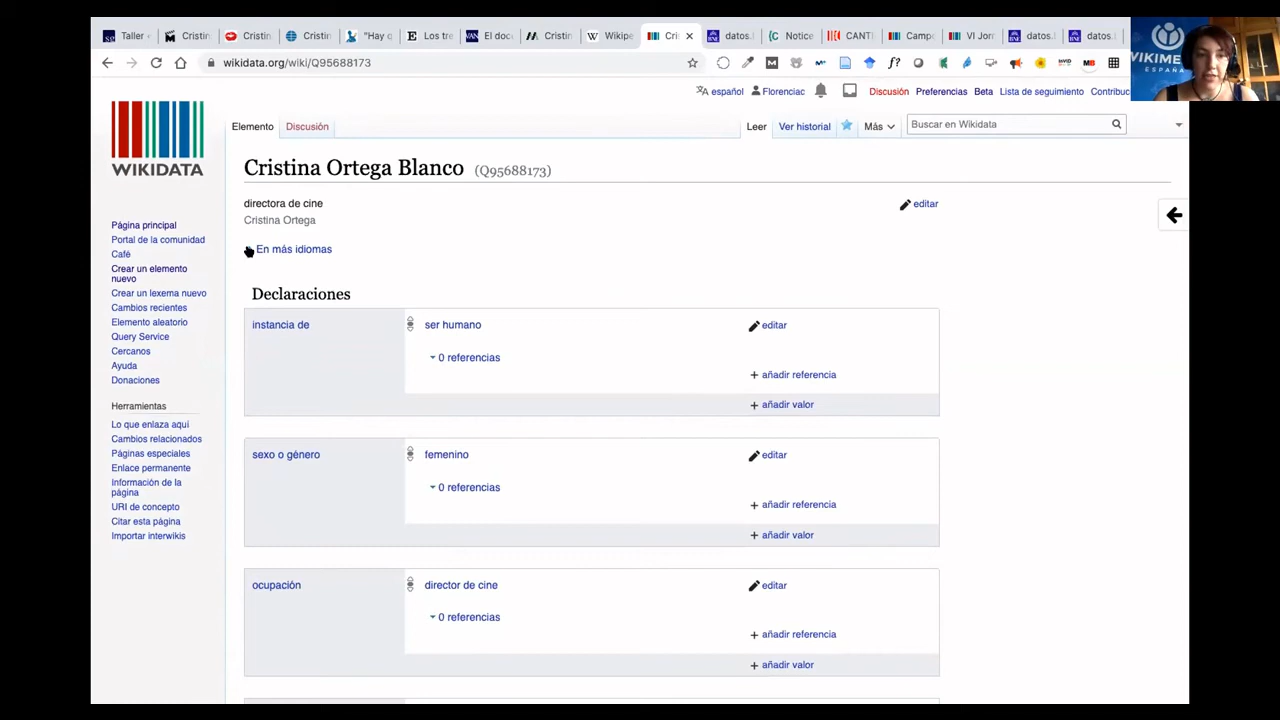 Taller
Cristin
Cristin
Cristin
"Hay q
Los tre
El doc
Cristin
Wikipe
Cri
datos.
Notice
CANTI
Campo
VI Jorn
datos.
datos.
wikidata.org/wiki/Q95688173
WIKIME
ESPAÑA
español
Florenciac
Discusión
Preferencias
Beta
Lista de seguimiento
Contribuc
WIKIDATA
Elemento
Discusión
Leer
Ver historial
Más
Buscar en Wikidata
Cristina Ortega Blanco (Q95688173)
directora de cine
editar
Cristina Ortega
En más idiomas
Página principal
Portal de la comunidad
Café
Crear un elemento
nuevo
Crear un lexema nuevo
Cambios recientes
Elemento aleatorio
Query Service
Cercanos
Ayuda
Donaciones
Herramientas
Lo que enlaza aquí
Cambios relacionados
Páginas especiales
Enlace permanente
Información de la
página
URI de concepto
Citar esta página
Importar interwikis
Declaraciones
instancia de
ser humano
editar
0 referencias
+ añadir referencia
+ añadir valor
sexo o género
femenino
editar
0 referencias
+ añadir referencia
+ añadir valor
ocupación
director de cine
editar
0 referencias
+ añadir referencia
+ añadir valor